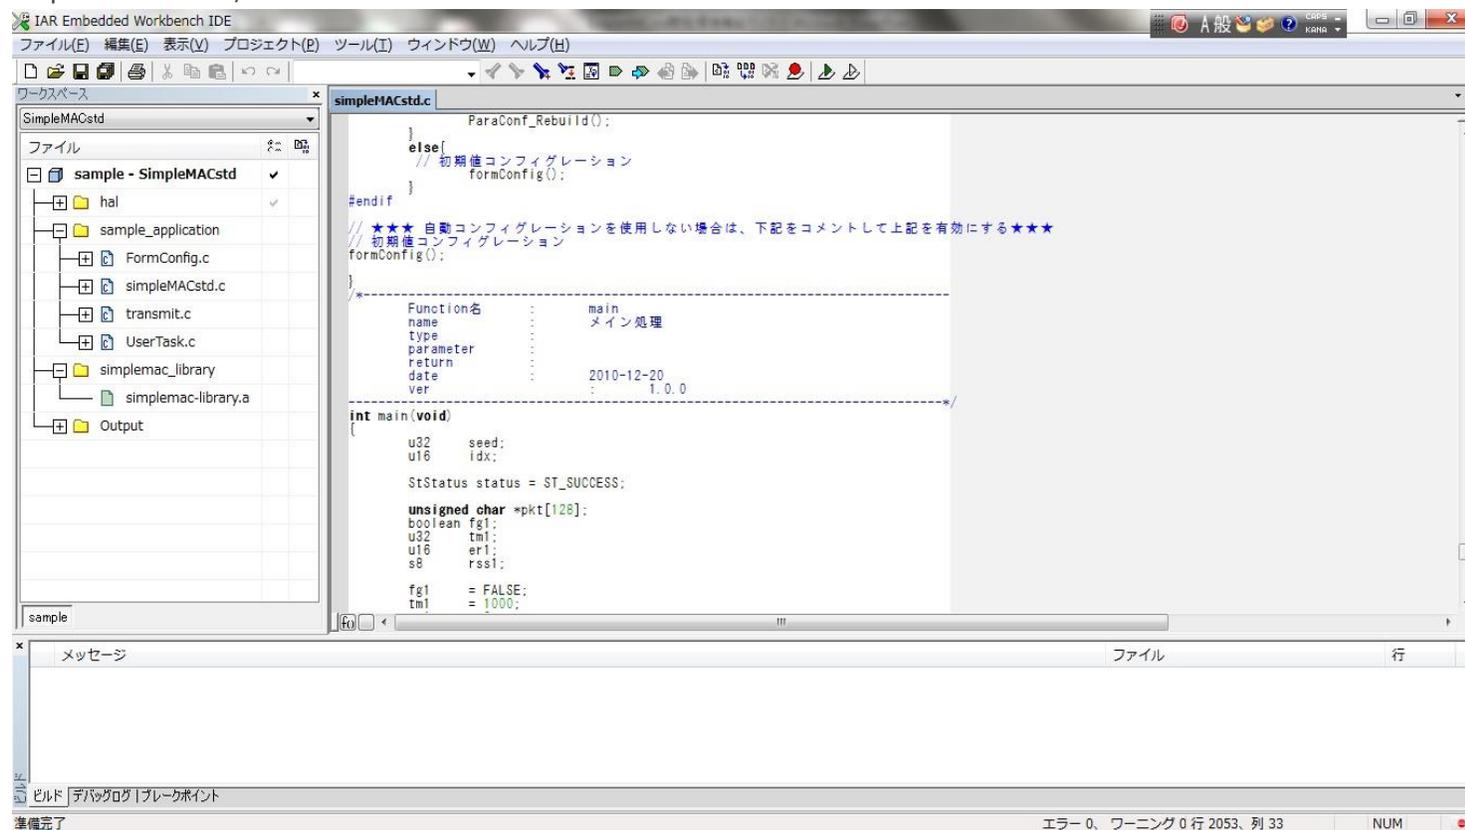 IAR Embedded Workbench IDE
A 般 CAPS KANA
ファイル(F) 編集(E) 表示(V) プロジェクト(P) ツール(T) ウィンドウ(W) ヘルプ(H)
ワークスペース
SimpleMACstd
ファイル
sample - SimpleMACstd
hal
sample_application
FormConfig.c
simpleMACstd.c
transmit.c
UserTask.c
simplemac_library
simplemac-library.a
Output
sample
simpleMACstd.c
ParaConf_Rebuild();
}
else{
// 初期値コンフィグレーション
formConfig();
}
#endif
// ★★★ 自動コンフィグレーションを使用しない場合は、下記をコメントして上記を有効にする★★★
// 初期値コンフィグレーション
formConfig();
}
/*--------------------------------------------------------------------------
Function名 : main
name : メイン処理
type :
parameter :
return :
date : 2010-12-20
ver : 1.0.0
--------------------------------------------------------------------------*/
int main(void)
{
u32 seed;
u16 idx;
StStatus status = ST_SUCCESS;
unsigned char *pkt[128];
boolean fg1;
u32 tm1;
u16 er1;
s8 rssi;
fg1 = FALSE;
tm1 = 1000;
メッセージ ファイル 行
ビルド デバッグログ ブレークポイント
準備完了 エラー 0、 ワーニング 0 行 2053、列 33 NUM